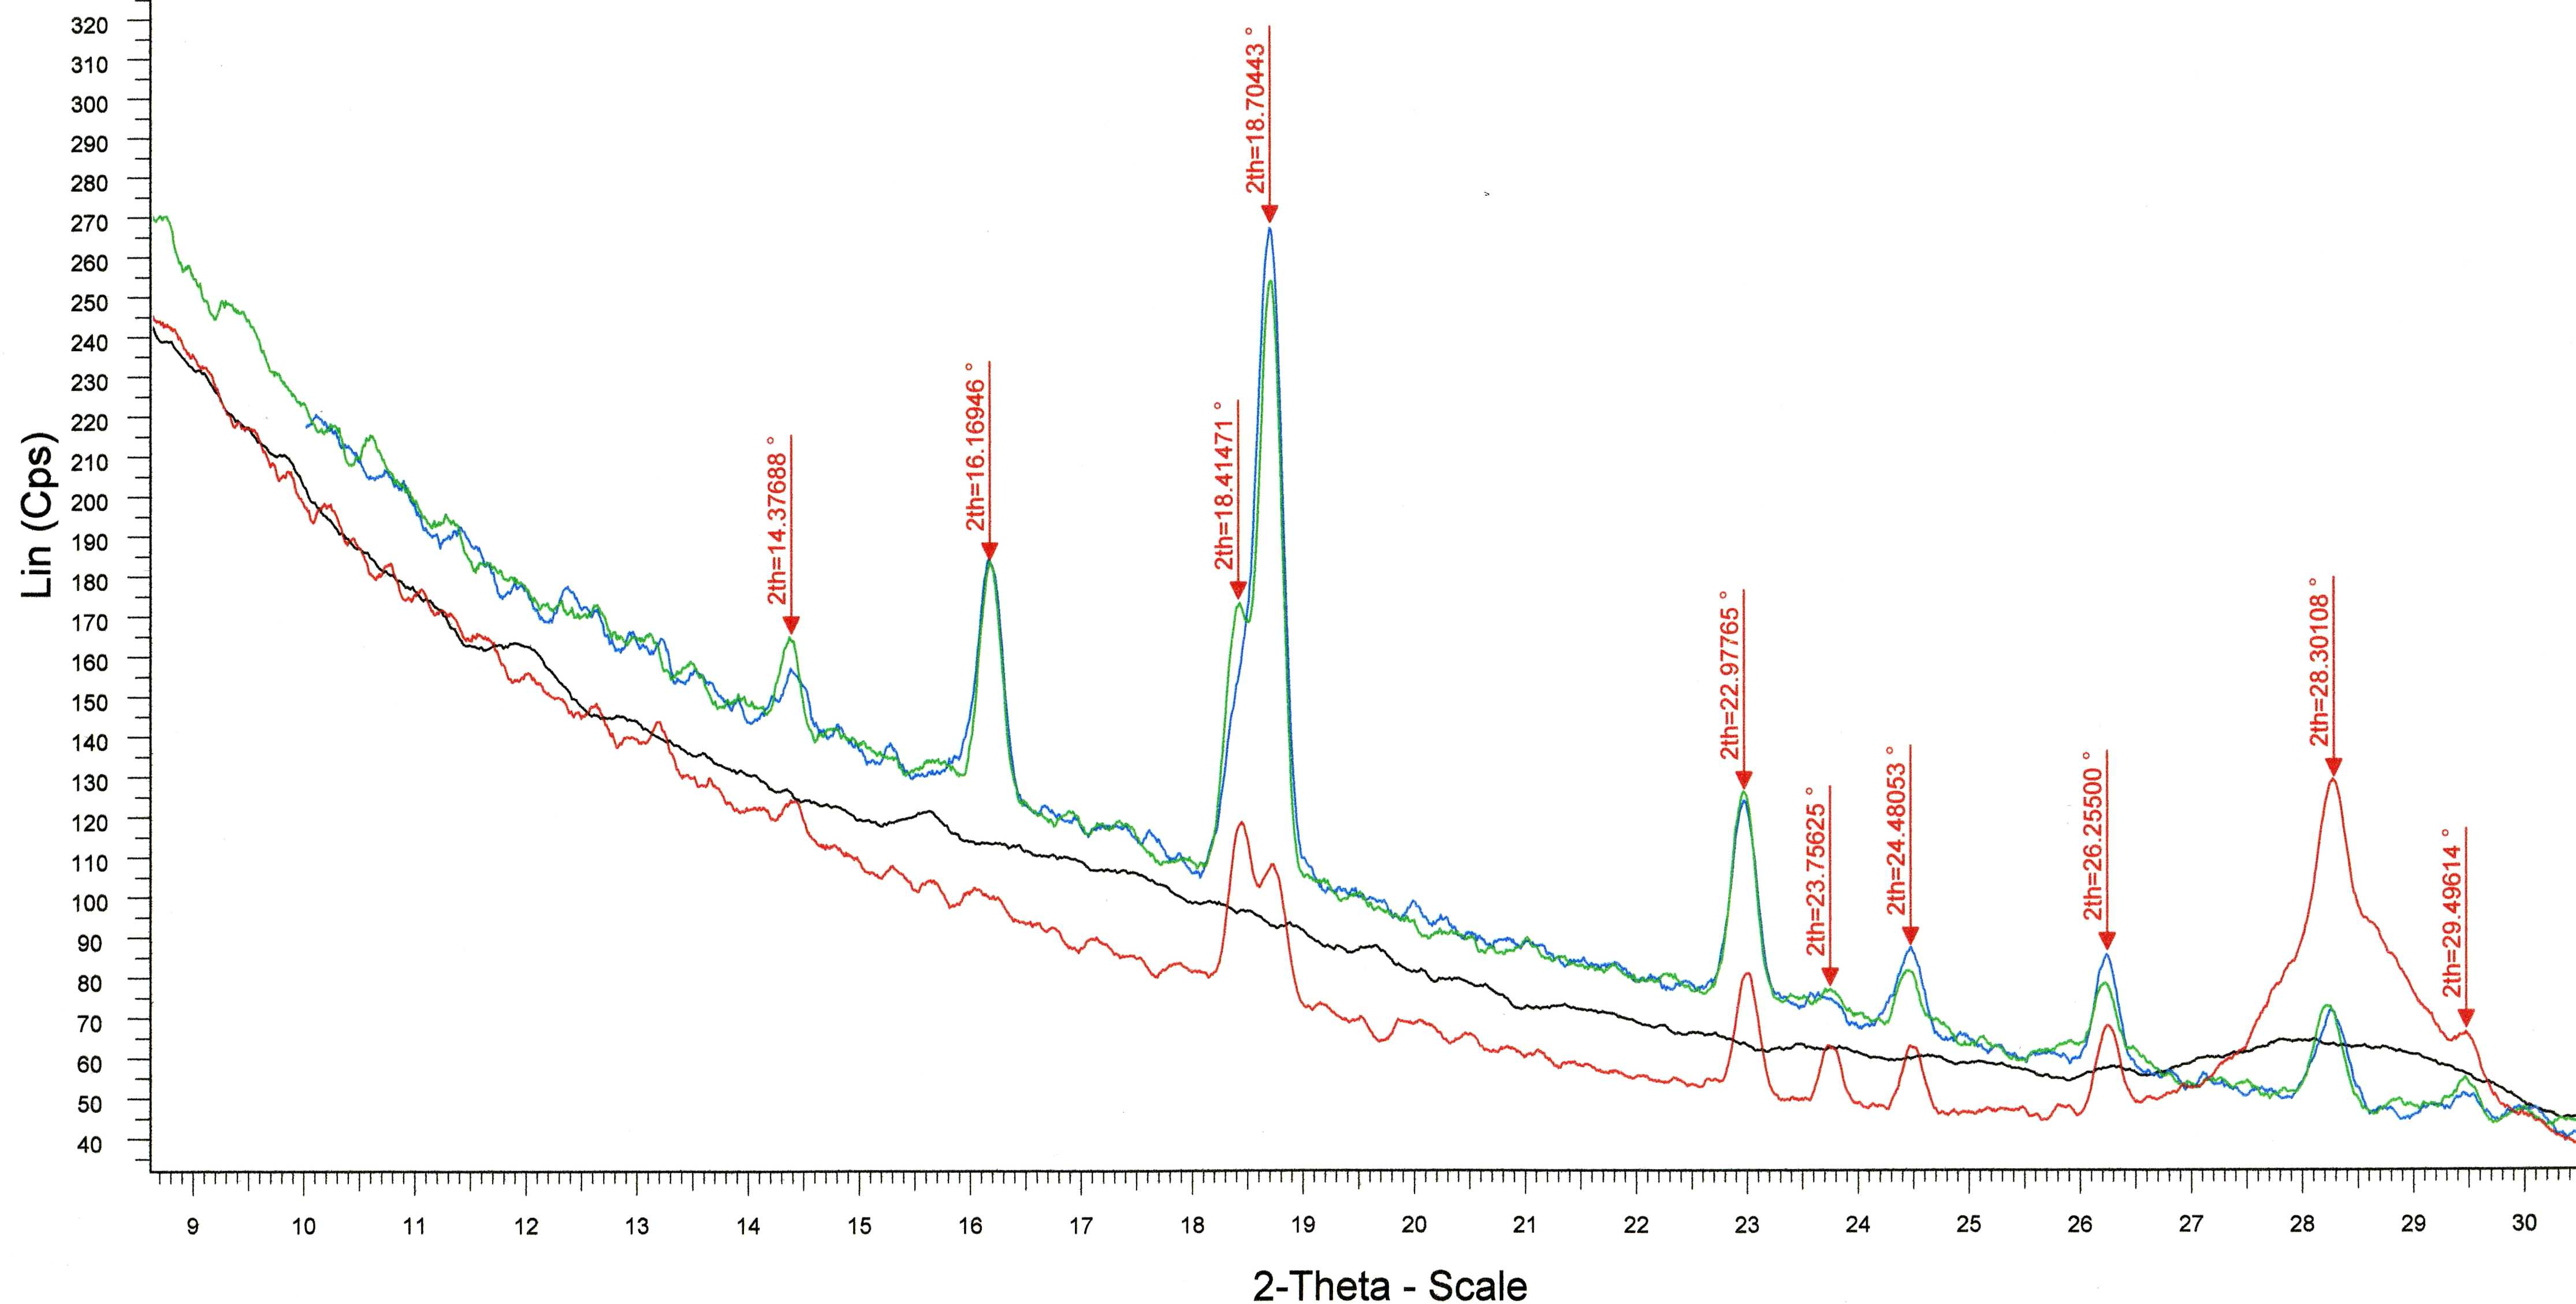 Lin (Cps)
320
310
300
290
280
270
260
250
240
230
220
210
200
190
180
170
160
150
140
130
120
110
100
90
80
70
60
50
40
2th=14.37688 °
2th=16.16946 °
2th=18.41471 °
2th=18.70443 °
2th=22.97765 °
2th=23.75625 °
2th=24.48053 °
2th=26.25500 °
2th=28.30108 °
2th=29.49614 °
9 10 11 12 13 14 15 16 17 18 19 20 21 22 23 24 25 26 27 28 29 30
2-Theta - Scale